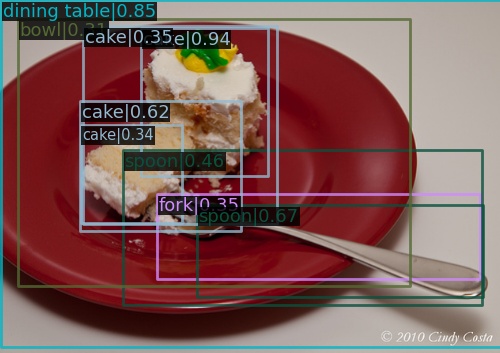 dining table|0.85
bowl|0.31
cake|0.35
e|0.94
cake|0.62
cake|0.34
spoon|0.46
fork|0.35
spoon|0.67
© 2010 Cindy Costa